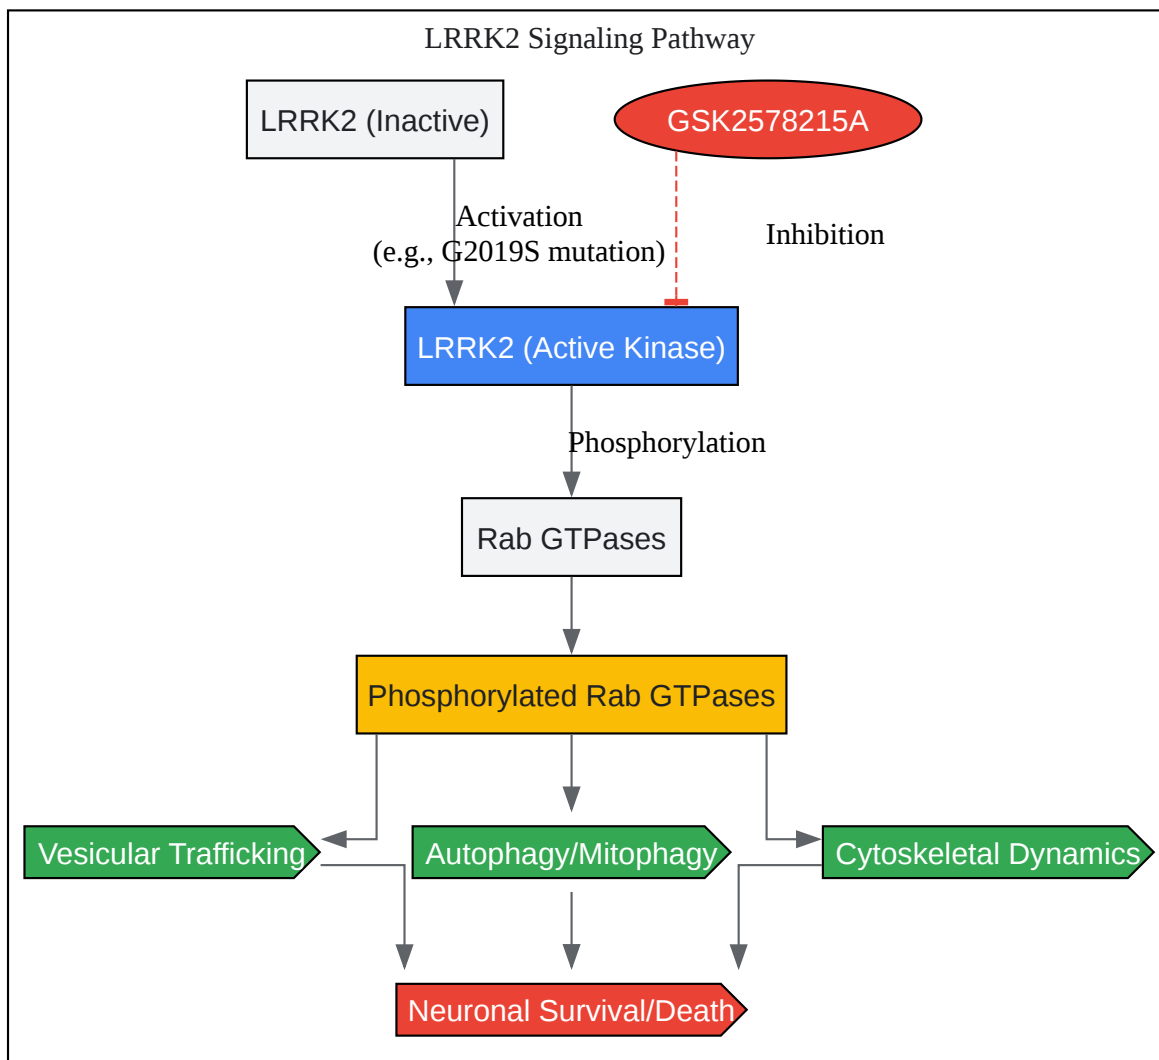 LRRK2 Signaling Pathway
LRRK2 (Inactive)
GSK2578215A
Activation
(e.g., G2019S mutation)
Inhibition
LRRK2 (Active Kinase)
Phosphorylation
Rab GTPases
Phosphorylated Rab GTPases
Vesicular Trafficking
Autophagy/Mitophagy
Cytoskeletal Dynamics
Neuronal Survival/Death